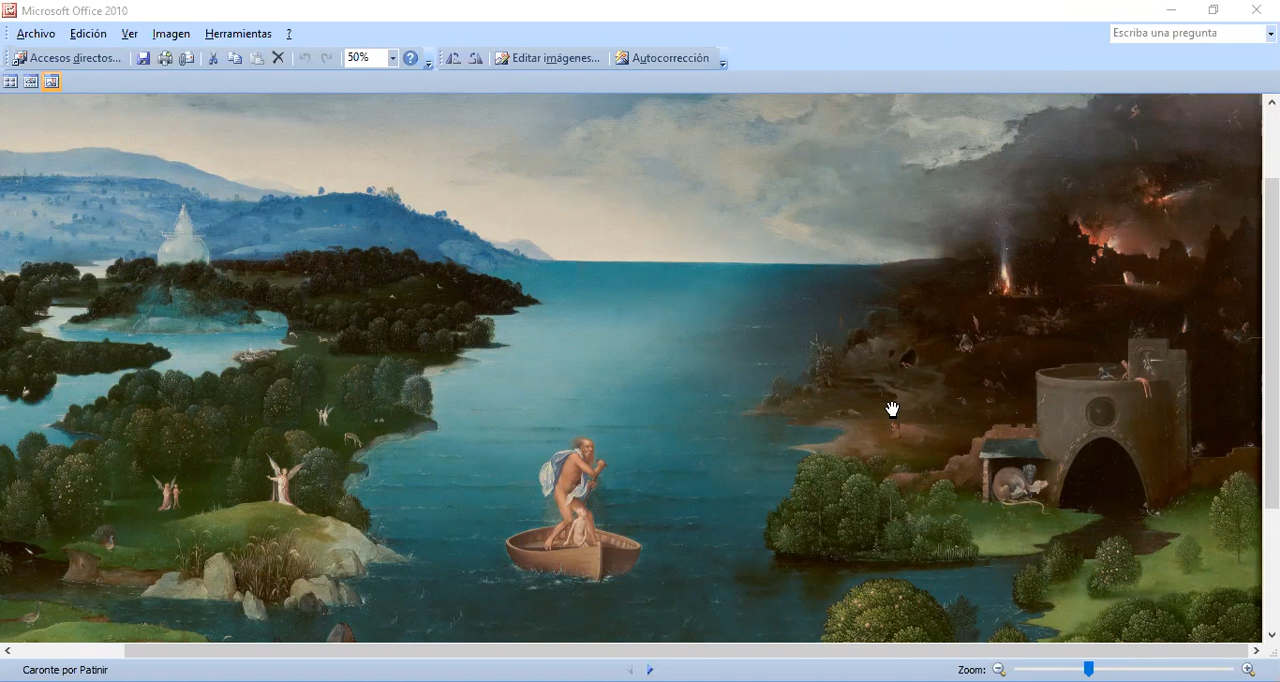 Microsoft Office 2010
Archivo Edición Ver Imagen Herramientas ? Escriba una pregunta
Accesos directos... 50% Editar imágenes... Autocorrección
Caronte por Patinir Zoom: